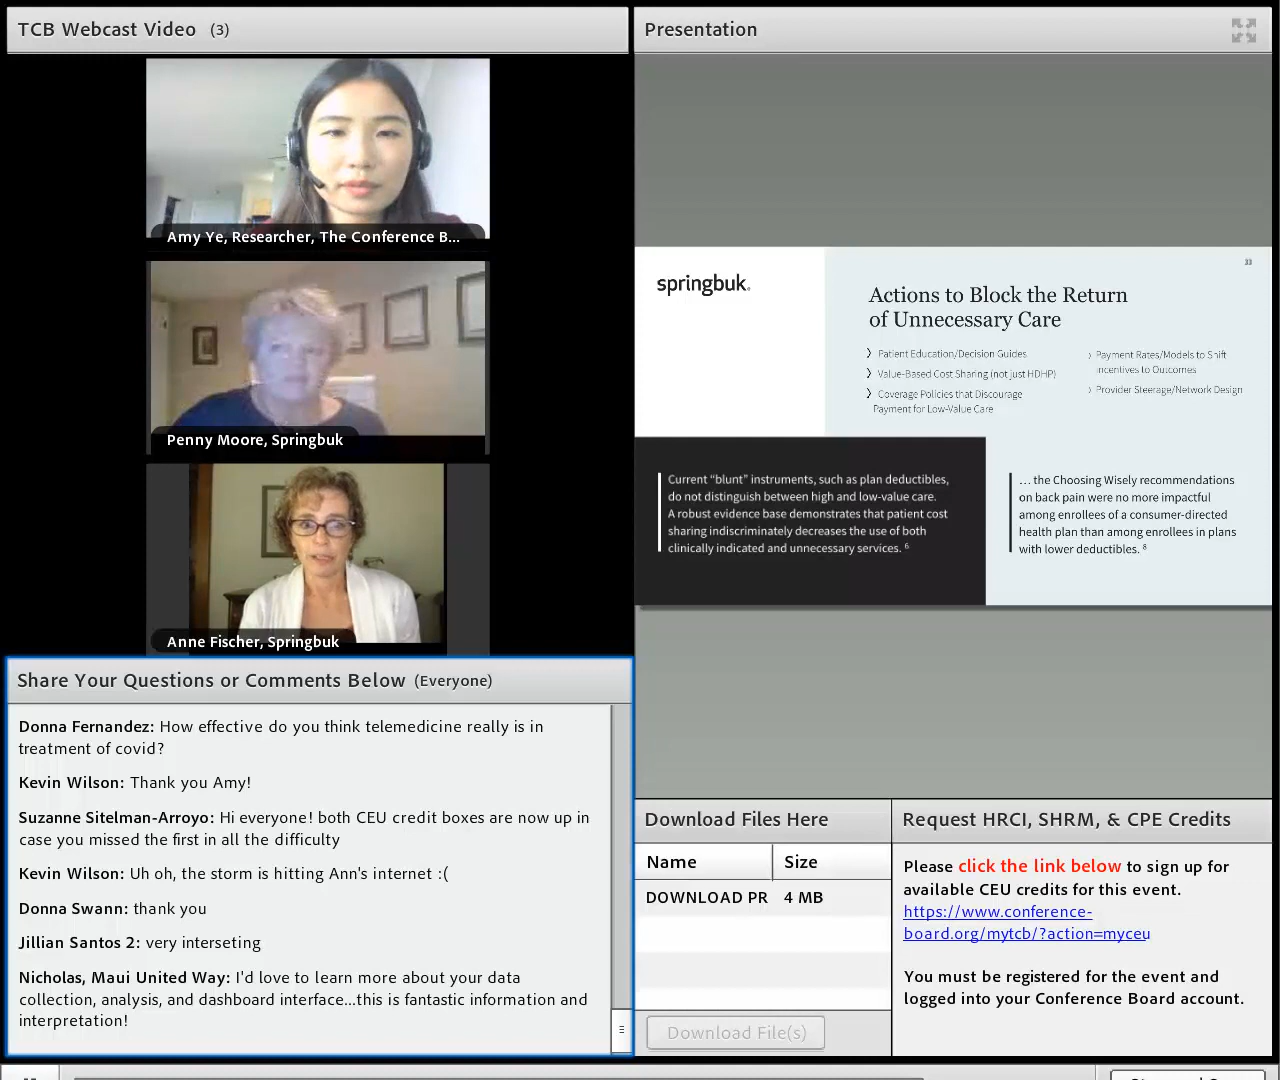 TCB Webcast Video (3)
Amy Ye, Researcher, The Conference B...
Penny Moore, Springbuk
Anne Fischer, Springbuk
Share Your Questions or Comments Below (Everyone)
Donna Fernandez: How effective do you think telemedicine really is in
treatment of covid?
Kevin Wilson: Thank you Amy!
Suzanne Sitelman-Arroyo: Hi everyone! both CEU credit boxes are now up in
case you missed the first in all the difficulty
Kevin Wilson: Uh oh, the storm is hitting Ann's internet :(
Donna Swann: thank you
Jillian Santos 2: very interseting
Nicholas, Maui United Way: I'd love to learn more about your data
collection, analysis, and dashboard interface...this is fantastic information and
interpretation!
Presentation
33
springbuk.
Actions to Block the Return
of Unnecessary Care
Patient Education/Decision Guides
Value-Based Cost Sharing (not just HDHP)
Coverage Policies that Discourage
Payment for Low-Value Care
Payment Rates/Models to Shift
Incentives to Outcomes
Provider Steerage/Network Design
Current “blunt” instruments, such as plan deductibles,
do not distinguish between high and low-value care.
A robust evidence base demonstrates that patient cost
sharing indiscriminately decreases the use of both
clinically indicated and unnecessary services. 6
... the Choosing Wisely recommendations
on back pain were no more impactful
among enrollees of a consumer-directed
health plan than among enrollees in plans
with lower deductibles. 8
Download Files Here
Name Size
DOWNLOAD PR 4 MB
Download File(s)
Request HRCI, SHRM, & CPE Credits
Please click the link below to sign up for
available CEU credits for this event.
https://www.conference-
board.org/mytcb/?action=myceu
You must be registered for the event and
logged into your Conference Board account.